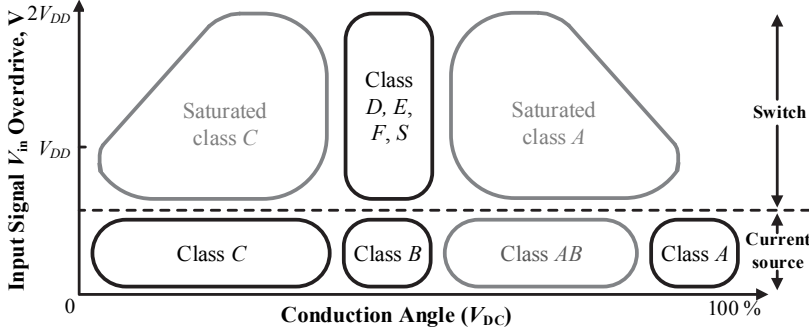 2V_DD
Input Signal V_in Overdrive, V
V_DD
0
Saturated
class C
Class
D, E,
F, S
Saturated
class A
Switch
Class C
Class B
Class AB
Class A
Current
source
Conduction Angle (V_DC)
100 %